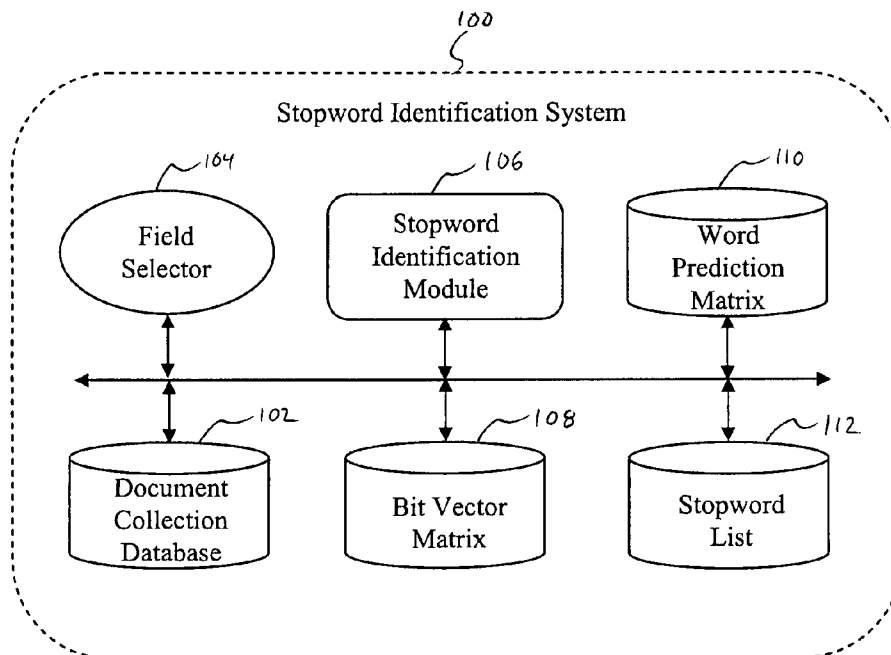 100
Stopword Identification System
104
106
110
Field
Selector
Stopword
Identification
Module
Word
Prediction
Matrix
102
108
112
Document
Collection
Database
Bit Vector
Matrix
Stopword
List